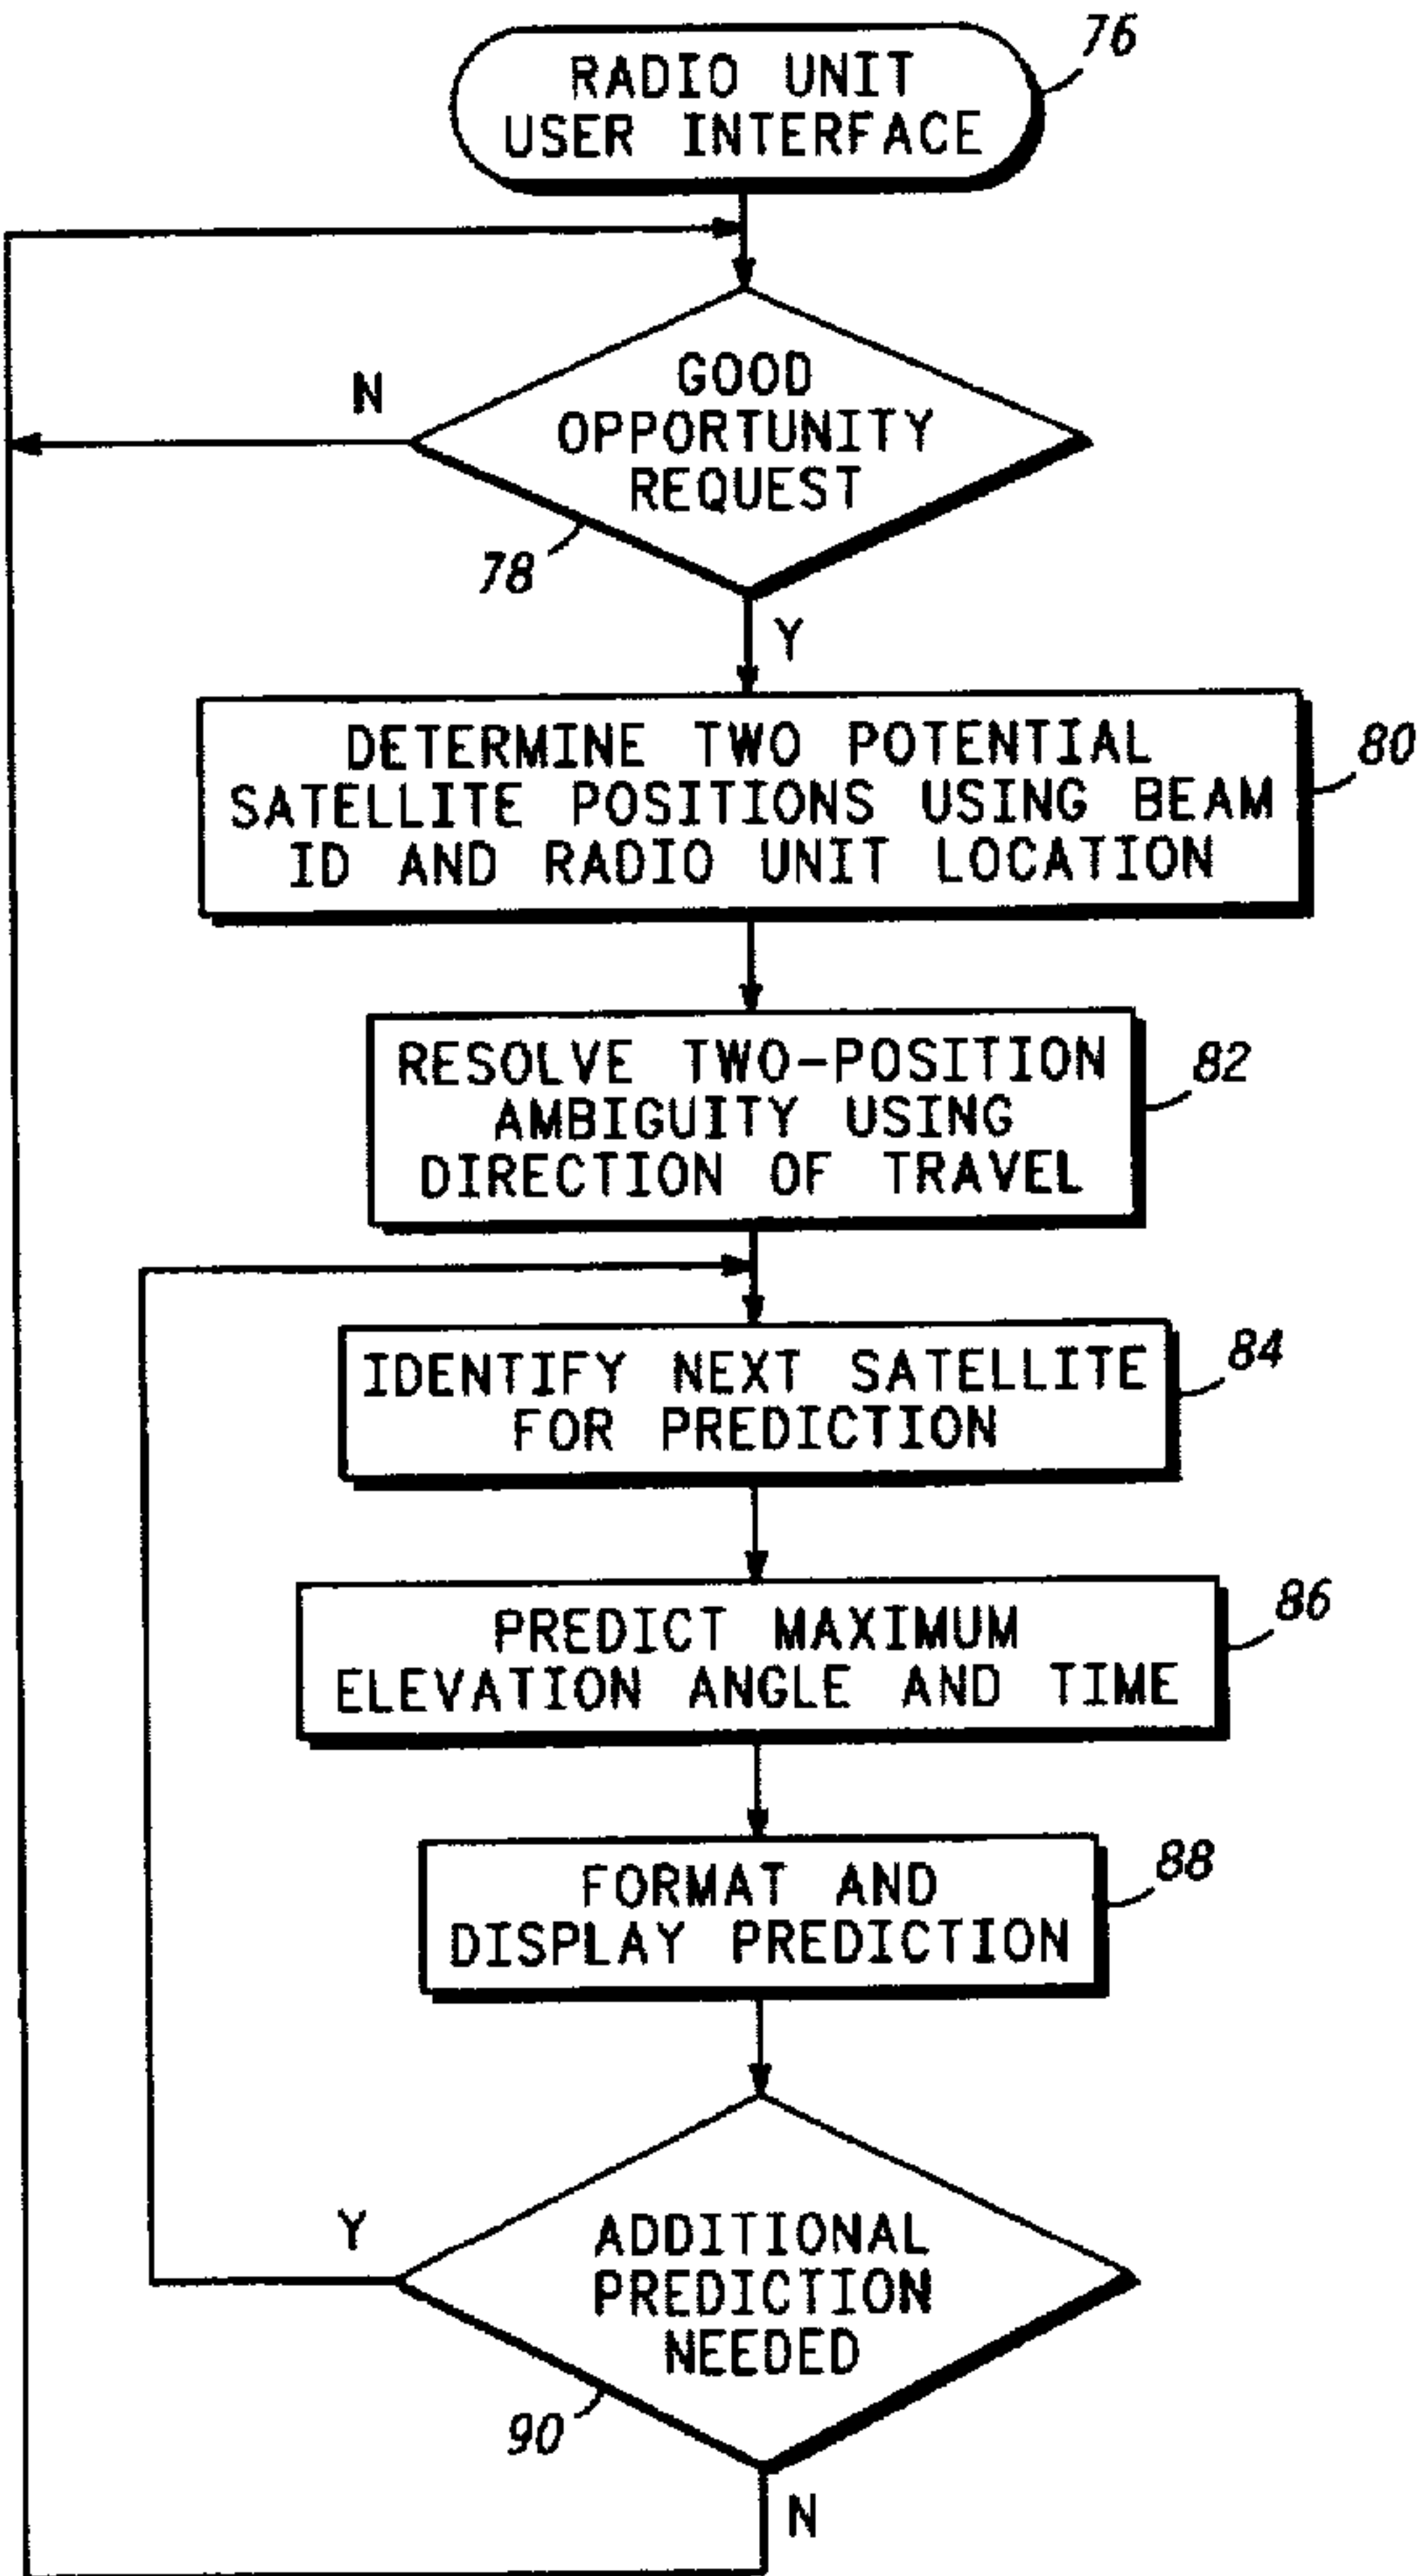 RADIO UNIT
USER INTERFACE
76
GOOD
OPPORTUNITY
REQUEST
N
78
Y
DETERMINE TWO POTENTIAL
SATELLITE POSITIONS USING BEAM
ID AND RADIO UNIT LOCATION
80
RESOLVE TWO-POSITION
AMBIGUITY USING
DIRECTION OF TRAVEL
82
IDENTIFY NEXT SATELLITE
FOR PREDICTION
84
PREDICT MAXIMUM
ELEVATION ANGLE AND TIME
86
FORMAT AND
DISPLAY PREDICTION
88
Y
ADDITIONAL
PREDICTION
NEEDED
90
N